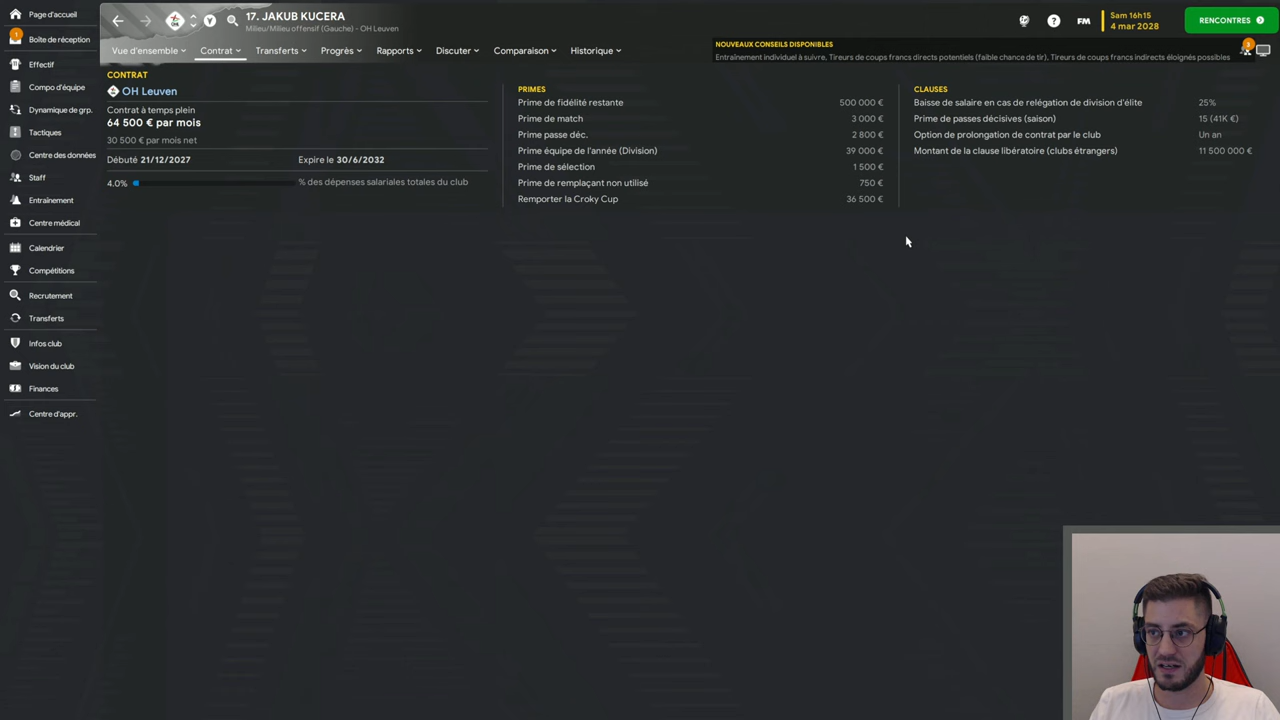 Page d'accueil
1
Boîte de réception
Effectif
Compo d'équipe
Dynamique de grp.
Tactiques
Centre des données
Staff
Entraînement
Centre médical
Calendrier
Compétitions
Recrutement
Transferts
Infos club
Vision du club
Finances
Centre d'appr.
17. JAKUB KUCERA
Milieu/Milieu offensif (Gauche) - OH Leuven
FM
Sam 16h15
4 mar 2028
RENCONTRES
Vue d'ensemble
Contrat
Transferts
Progrès
Rapports
Discuter
Comparaison
Historique
NOUVEAUX CONSEILS DISPONIBLES
Entraînement individuel à suivre, Tireurs de coups francs directs potentiels (faible chance de tir), Tireurs de coups francs indirects éloignés possibles
3
CONTRAT
OH Leuven
Contrat à temps plein
64 500 € par mois
30 500 € par mois net
Débuté 21/12/2027
Expire le 30/6/2032
4.0%
% des dépenses salariales totales du club
PRIMES
Prime de fidélité restante 500 000 €
Prime de match 3 000 €
Prime passe déc. 2 800 €
Prime équipe de l'année (Division) 39 000 €
Prime de sélection 1 500 €
Prime de remplaçant non utilisé 750 €
Remporter la Croky Cup 36 500 €
CLAUSES
Baisse de salaire en cas de relégation de division d'élite 25%
Prime de passes décisives (saison) 15 (41K €)
Option de prolongation de contrat par le club Un an
Montant de la clause libératoire (clubs étrangers) 11 500 000 €